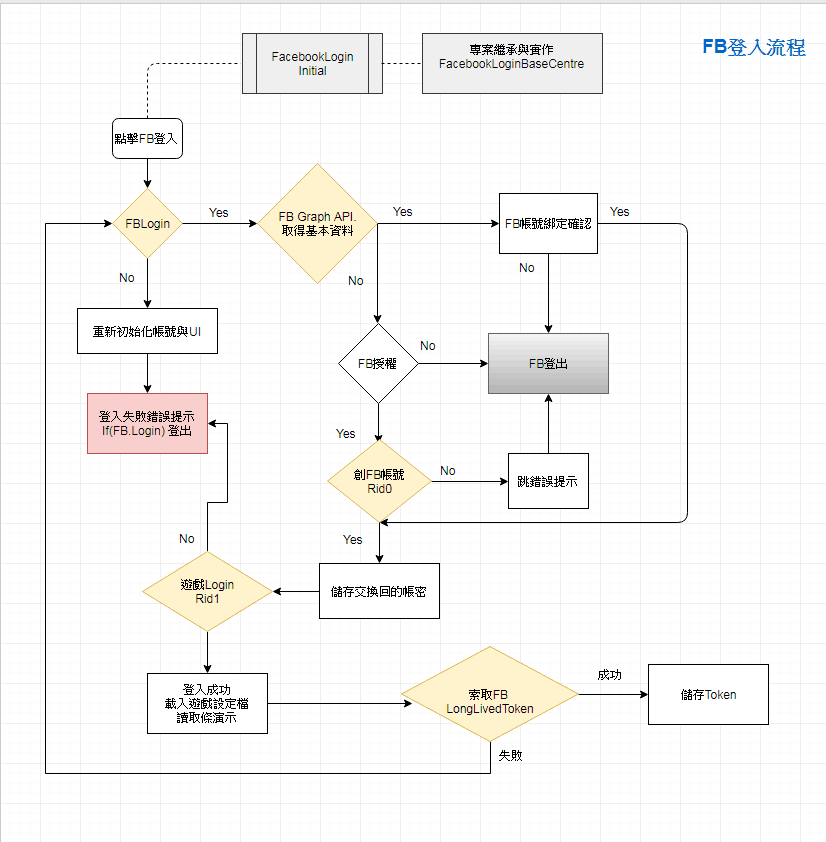 FB登入流程
FacebookLogin
Initial
專案繼承與實作
FacebookLoginBaseCentre
點擊FB登入
FBLogin
Yes
FB Graph API.
取得基本資料
Yes
FB帳號綁定確認
Yes
No
No
No
重新初始化帳號與UI
FB授權
No
FB登出
登入失敗錯誤提示
If(FB.Login) 登出
Yes
創FB帳號
Rid0
No
跳錯誤提示
No
Yes
遊戲Login
Rid1
儲存交換回的帳密
登入成功
載入遊戲設定檔
讀取條演示
索取FB
LongLivedToken
成功
儲存Token
失敗